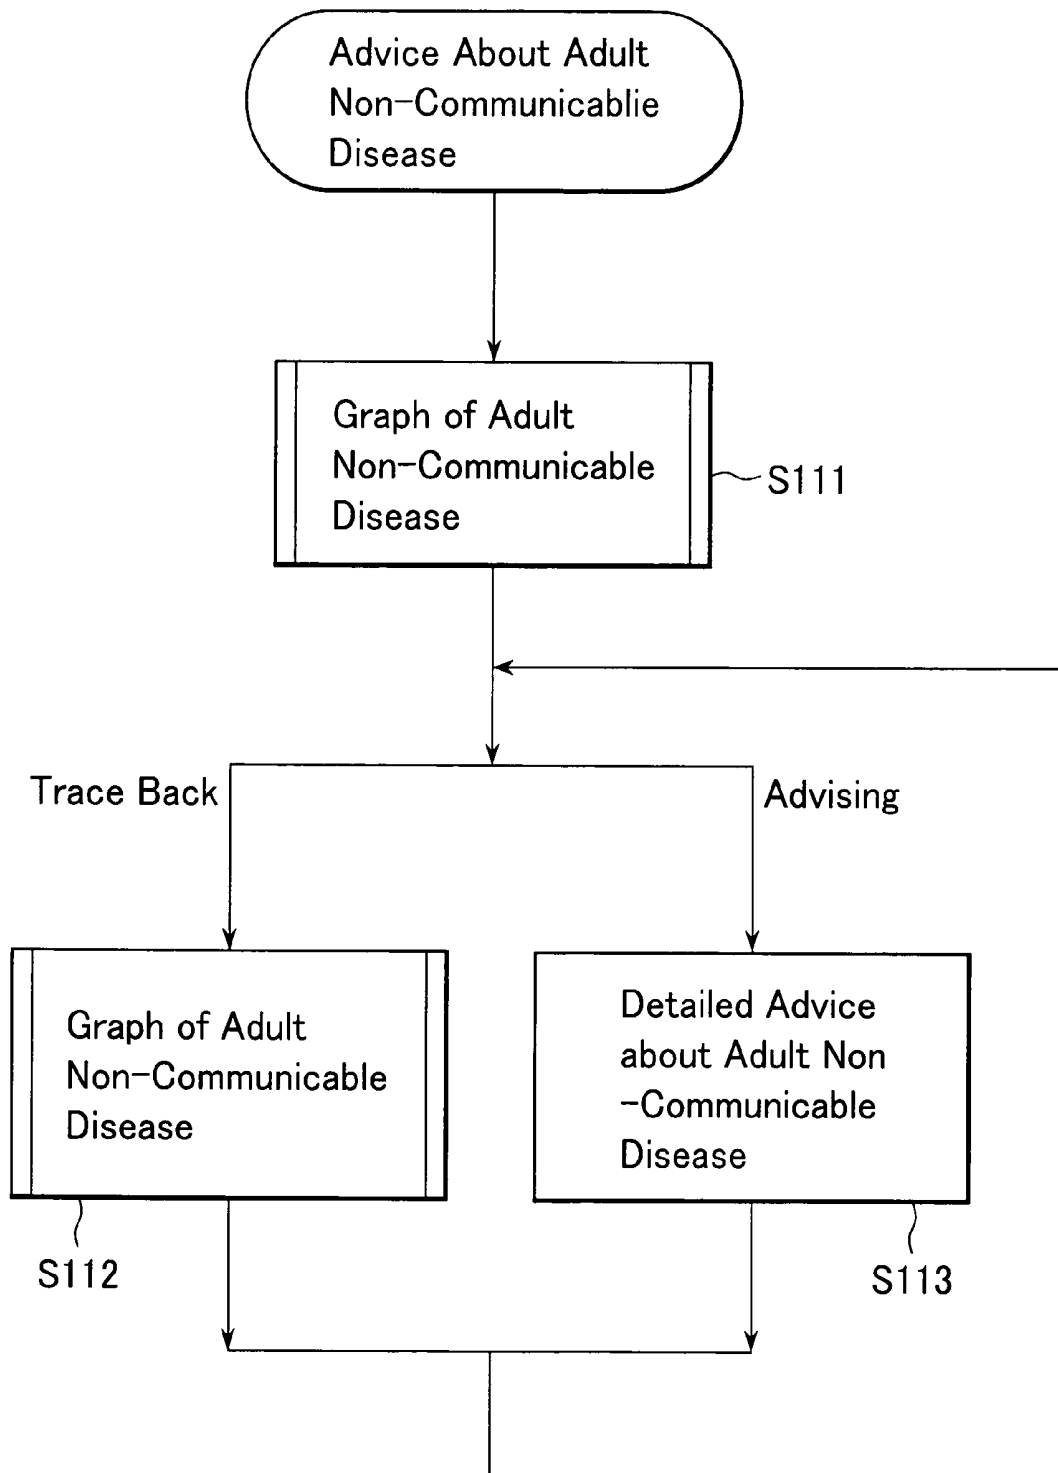 Advice About Adult
Non-Communicablie
Disease
Graph of Adult
Non-Communicable
Disease
S111
Trace Back
Advising
Graph of Adult
Non-Communicable
Disease
S112
Detailed Advice
about Adult Non
-Communicable
Disease
S113